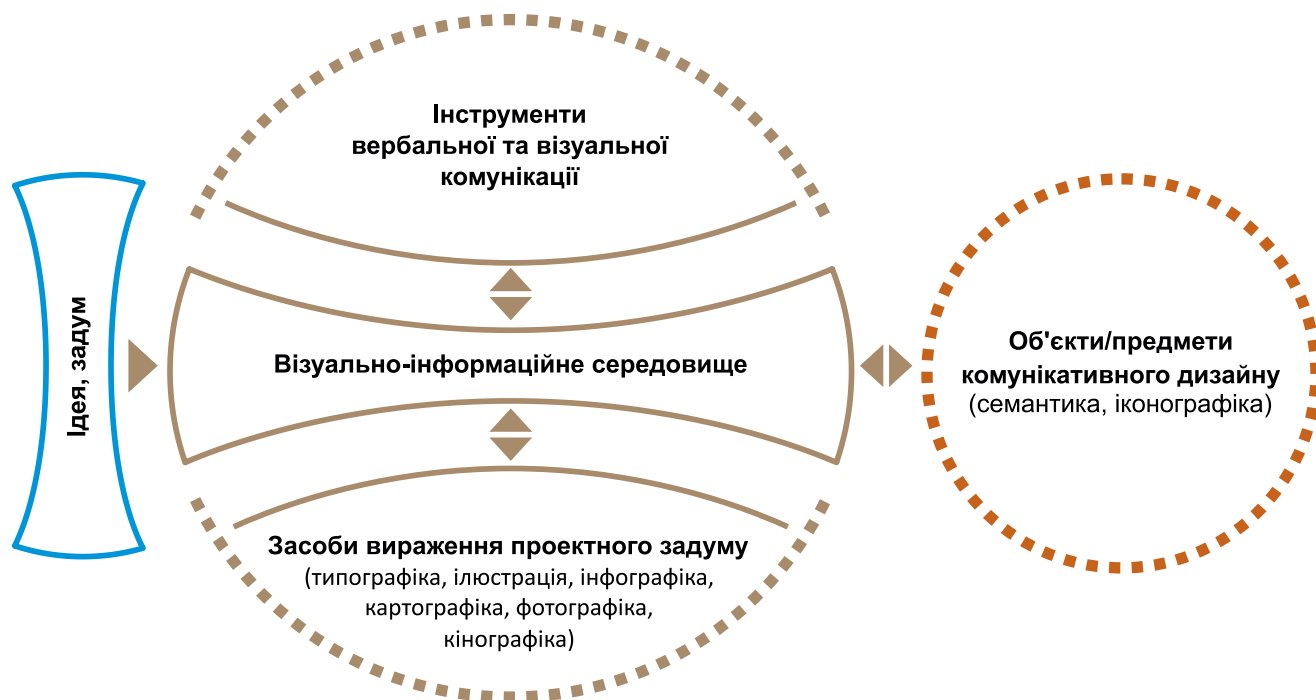 Інструменти
вербальної та візуальної
комунікації
Ідея, задум
Візуально-інформаційне середовище
Об'єкти/предмети
комунікативного дизайну
(семантика, іконографіка)
Засоби вираження проектного задуму
(типографіка, ілюстрація, інфографіка,
картографіка, фотографіка,
кінографіка)